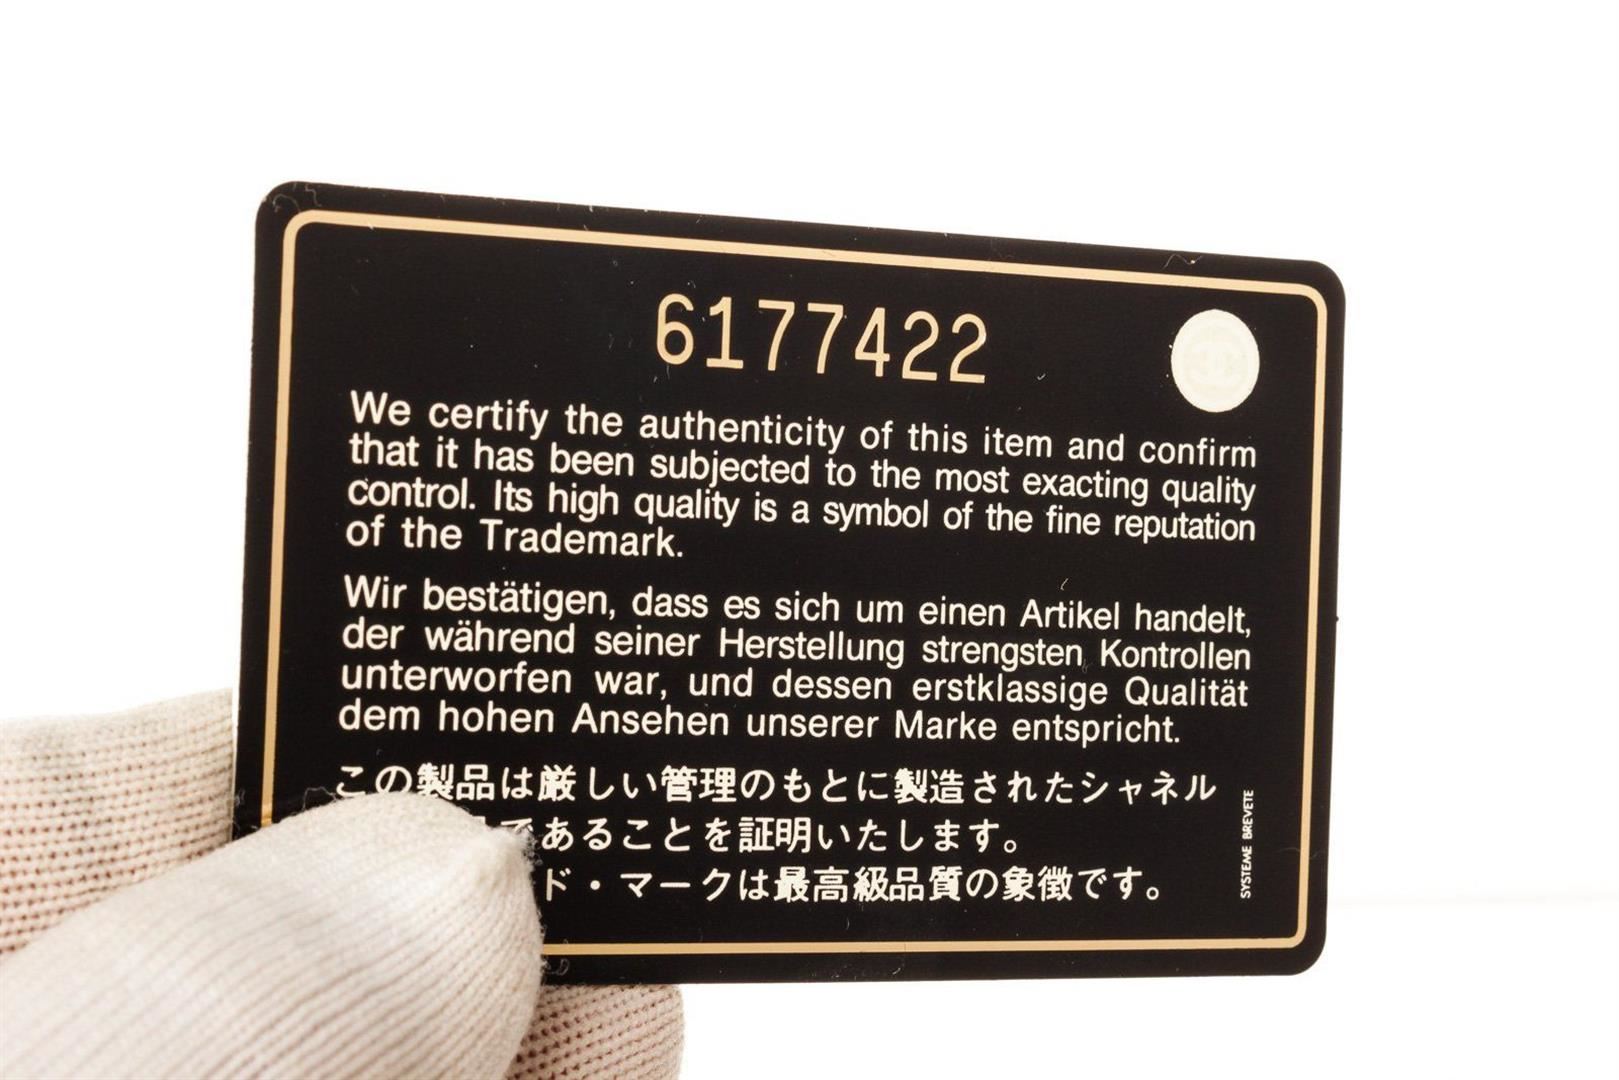 6177422
We certify the authenticity of this item and confirm
that it has been subjected to the most exacting quality
control. Its high quality is a symbol of the fine reputation
of the Trademark.
Wir bestätigen, dass es sich um einen Artikel handelt,
der während seiner Herstellung strengsten Kontrollen
unterworfen war, und dessen erstklassige Qualität
dem hohen Ansehen unserer Marke entspricht.
この製品は厳しい管理のもとに製造されたシャネル
であることを証明いたします。
ド・マークは最高級品質の象徴です。
SYSTEME BREVETE